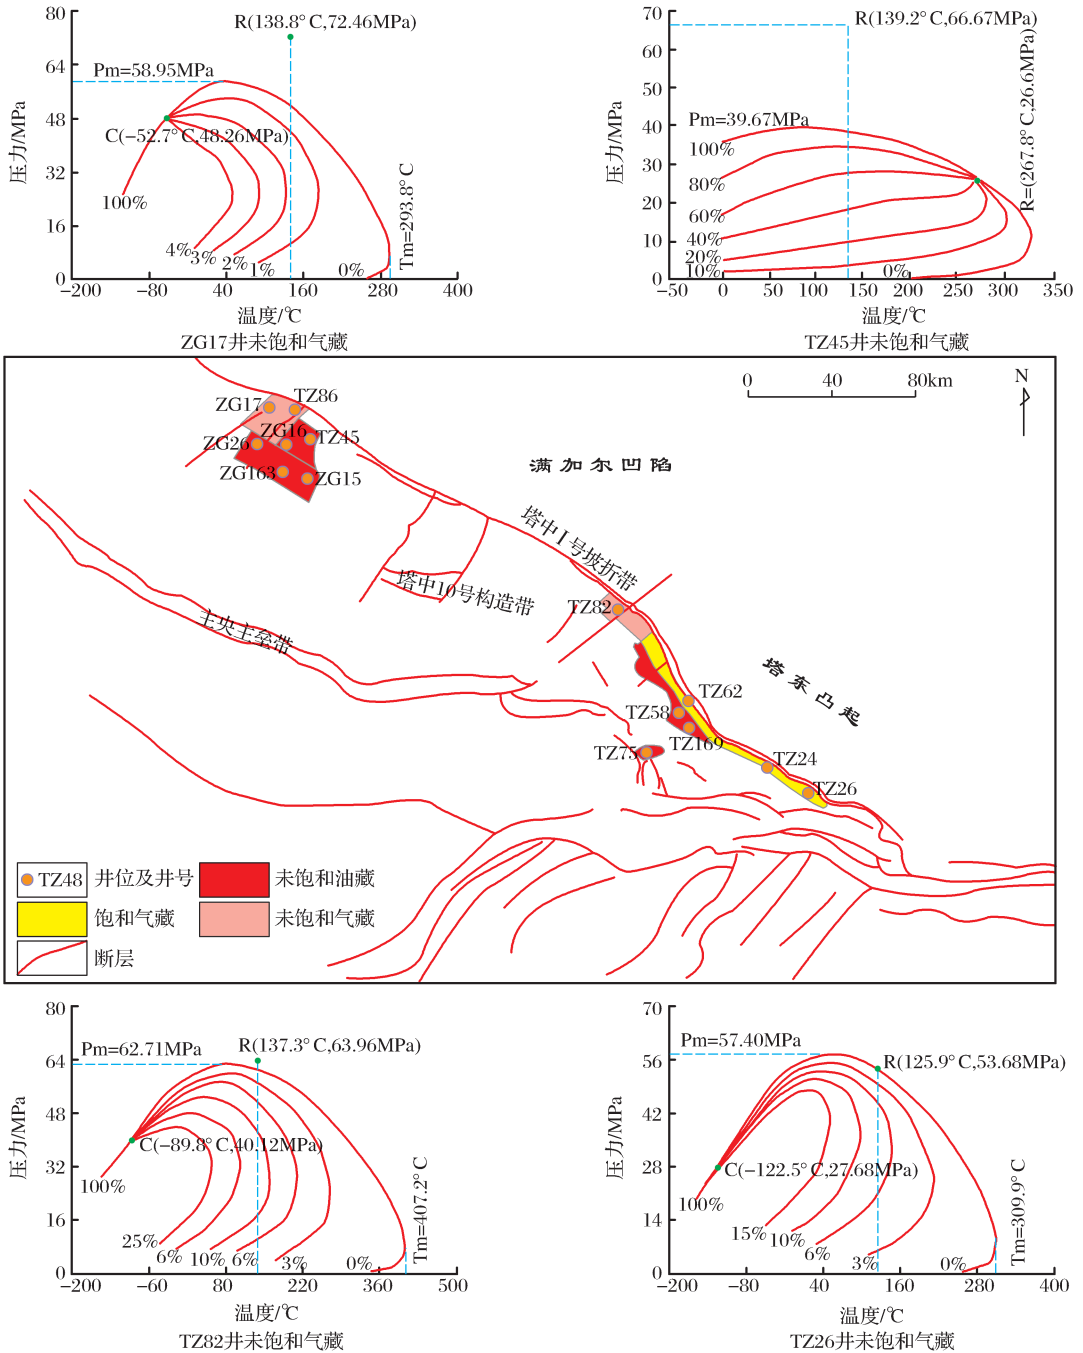 80
64
48
32
16
0
压力/MPa
R(138.8°C,72.46MPa)
Pm=58.95MPa
C(−52.7°C,48.26MPa)
100%
4%
3%
2%
1%
0%
Tm=293.8°C
−200
−80
40
160
280
400
温度/℃
ZG17井未饱和气藏
70
60
50
40
30
20
10
0
压力/MPa
R(139.2°C,66.67MPa)
Pm=39.67MPa
R=(267.8°C,26.6MPa)
100%
80%
60%
40%
20%
10%
0%
−50
0
50
100
150
200
250
300
350
温度/℃
TZ45井未饱和气藏
0
40
80km
N
ZG17
TZ86
ZG26
ZG16
TZ45
ZG163
ZG15
满加尔凹陷
塔中Ⅰ号坡折带
塔中10号构造带
主央主垒带
TZ82
塔东凸起
TZ62
TZ58
TZ169
TZ75
TZ24
TZ26
TZ48
井位及井号
未饱和油藏
饱和气藏
未饱和气藏
断层
80
64
48
32
16
0
压力/MPa
Pm=62.71MPa
R(137.3°C,63.96MPa)
C(−89.8°C,40.12MPa)
100%
25%
6%
10%
6%
3%
0%
Tm=407.2°C
−200
−60
80
220
360
500
温度/℃
TZ82井未饱和气藏
70
56
42
28
14
0
压力/MPa
Pm=57.40MPa
R(125.9°C,53.68MPa)
C(−122.5°C,27.68MPa)
100%
15%
10%
6%
3%
0%
Tm=309.9°C
−200
−80
40
160
280
400
温度/℃
TZ26井未饱和气藏